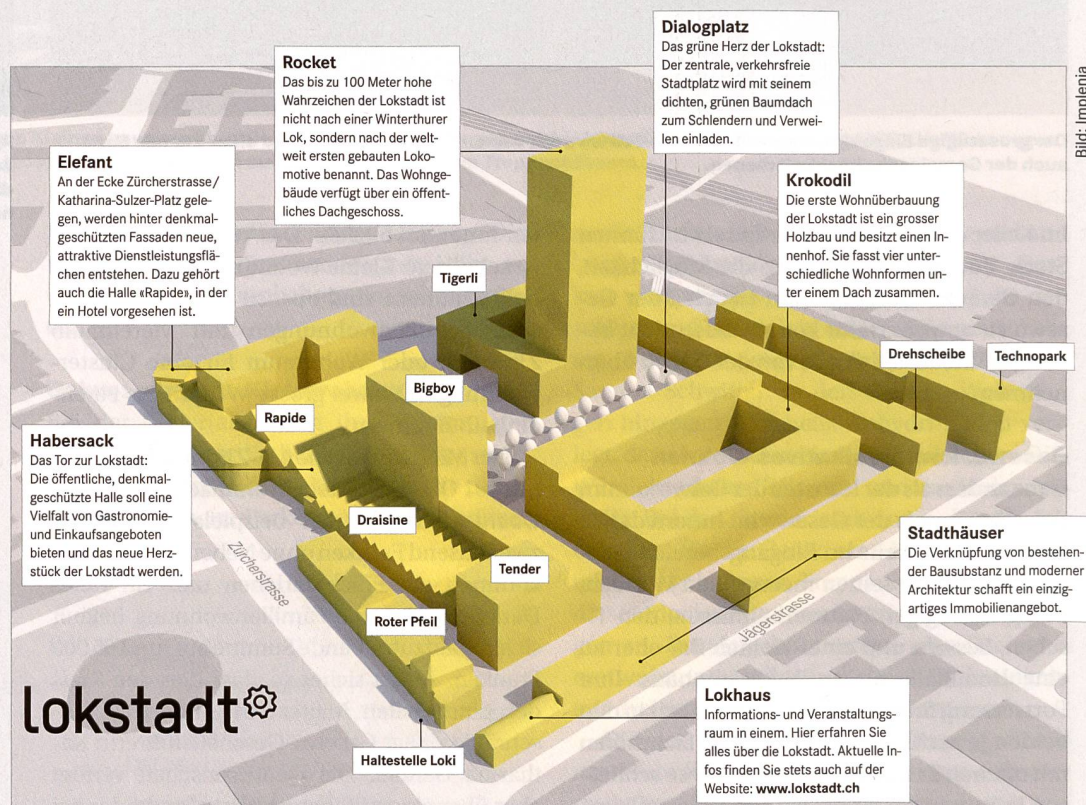 Dialogplatz
Das grüne Herz der Lokstadt:
Der zentrale, verkehrsfreie
Stadtplatz wird mit seinem
dichten, grünen Baumdach
zum Schlendern und Verwei-
len einladen.
Bild: Implenia
Rocket
Das bis zu 100 Meter hohe
Wahrzeichen der Lokstadt ist
nicht nach einer Winterthurer
Lok, sondern nach der welt-
weit ersten gebauten Loko-
motive benannt. Das Wohnge-
bäude verfügt über ein öffent-
liches Dachgeschoss.
Elefant
An der Ecke Zürcherstrasse/
Katharina-Sulzer-Platz gele-
gen, werden hinter denkmal-
geschützten Fassaden neue,
attraktive Dienstleistungsflä-
chen entstehen. Dazu gehört
auch die Halle «Rapide», in der
ein Hotel vorgesehen ist.
Krokodil
Die erste Wohnüberbauung
der Lokstadt ist ein grosser
Holzbau und besitzt einen In-
nenhof. Sie fasst vier unter-
schiedliche Wohnformen un-
ter einem Dach zusammen.
Tigerli
Drehscheibe
Technopark
Bigboy
Rapide
Habersack
Das Tor zur Lokstadt:
Die öffentliche, denkmal-
geschützte Halle soll eine
Vielfalt von Gastronomie-
und Einkaufsangeboten
bieten und das neue Herz-
stück der Lokstadt werden.
Draisine
Tender
Stadthäuser
Die Verknüpfung von bestehen-
der Bausubstanz und moderner
Architektur schafft ein einzig-
artiges Immobilienangebot.
Zürcherstrasse
Roter Pfeil
Jägerstrasse
lokstadt
Lokhaus
Informations- und Veranstaltungs-
raum in einem. Hier erfahren Sie
alles über die Lokstadt. Aktuelle In-
fos finden Sie stets auch auf der
Website: www.lokstadt.ch
Haltestelle Loki